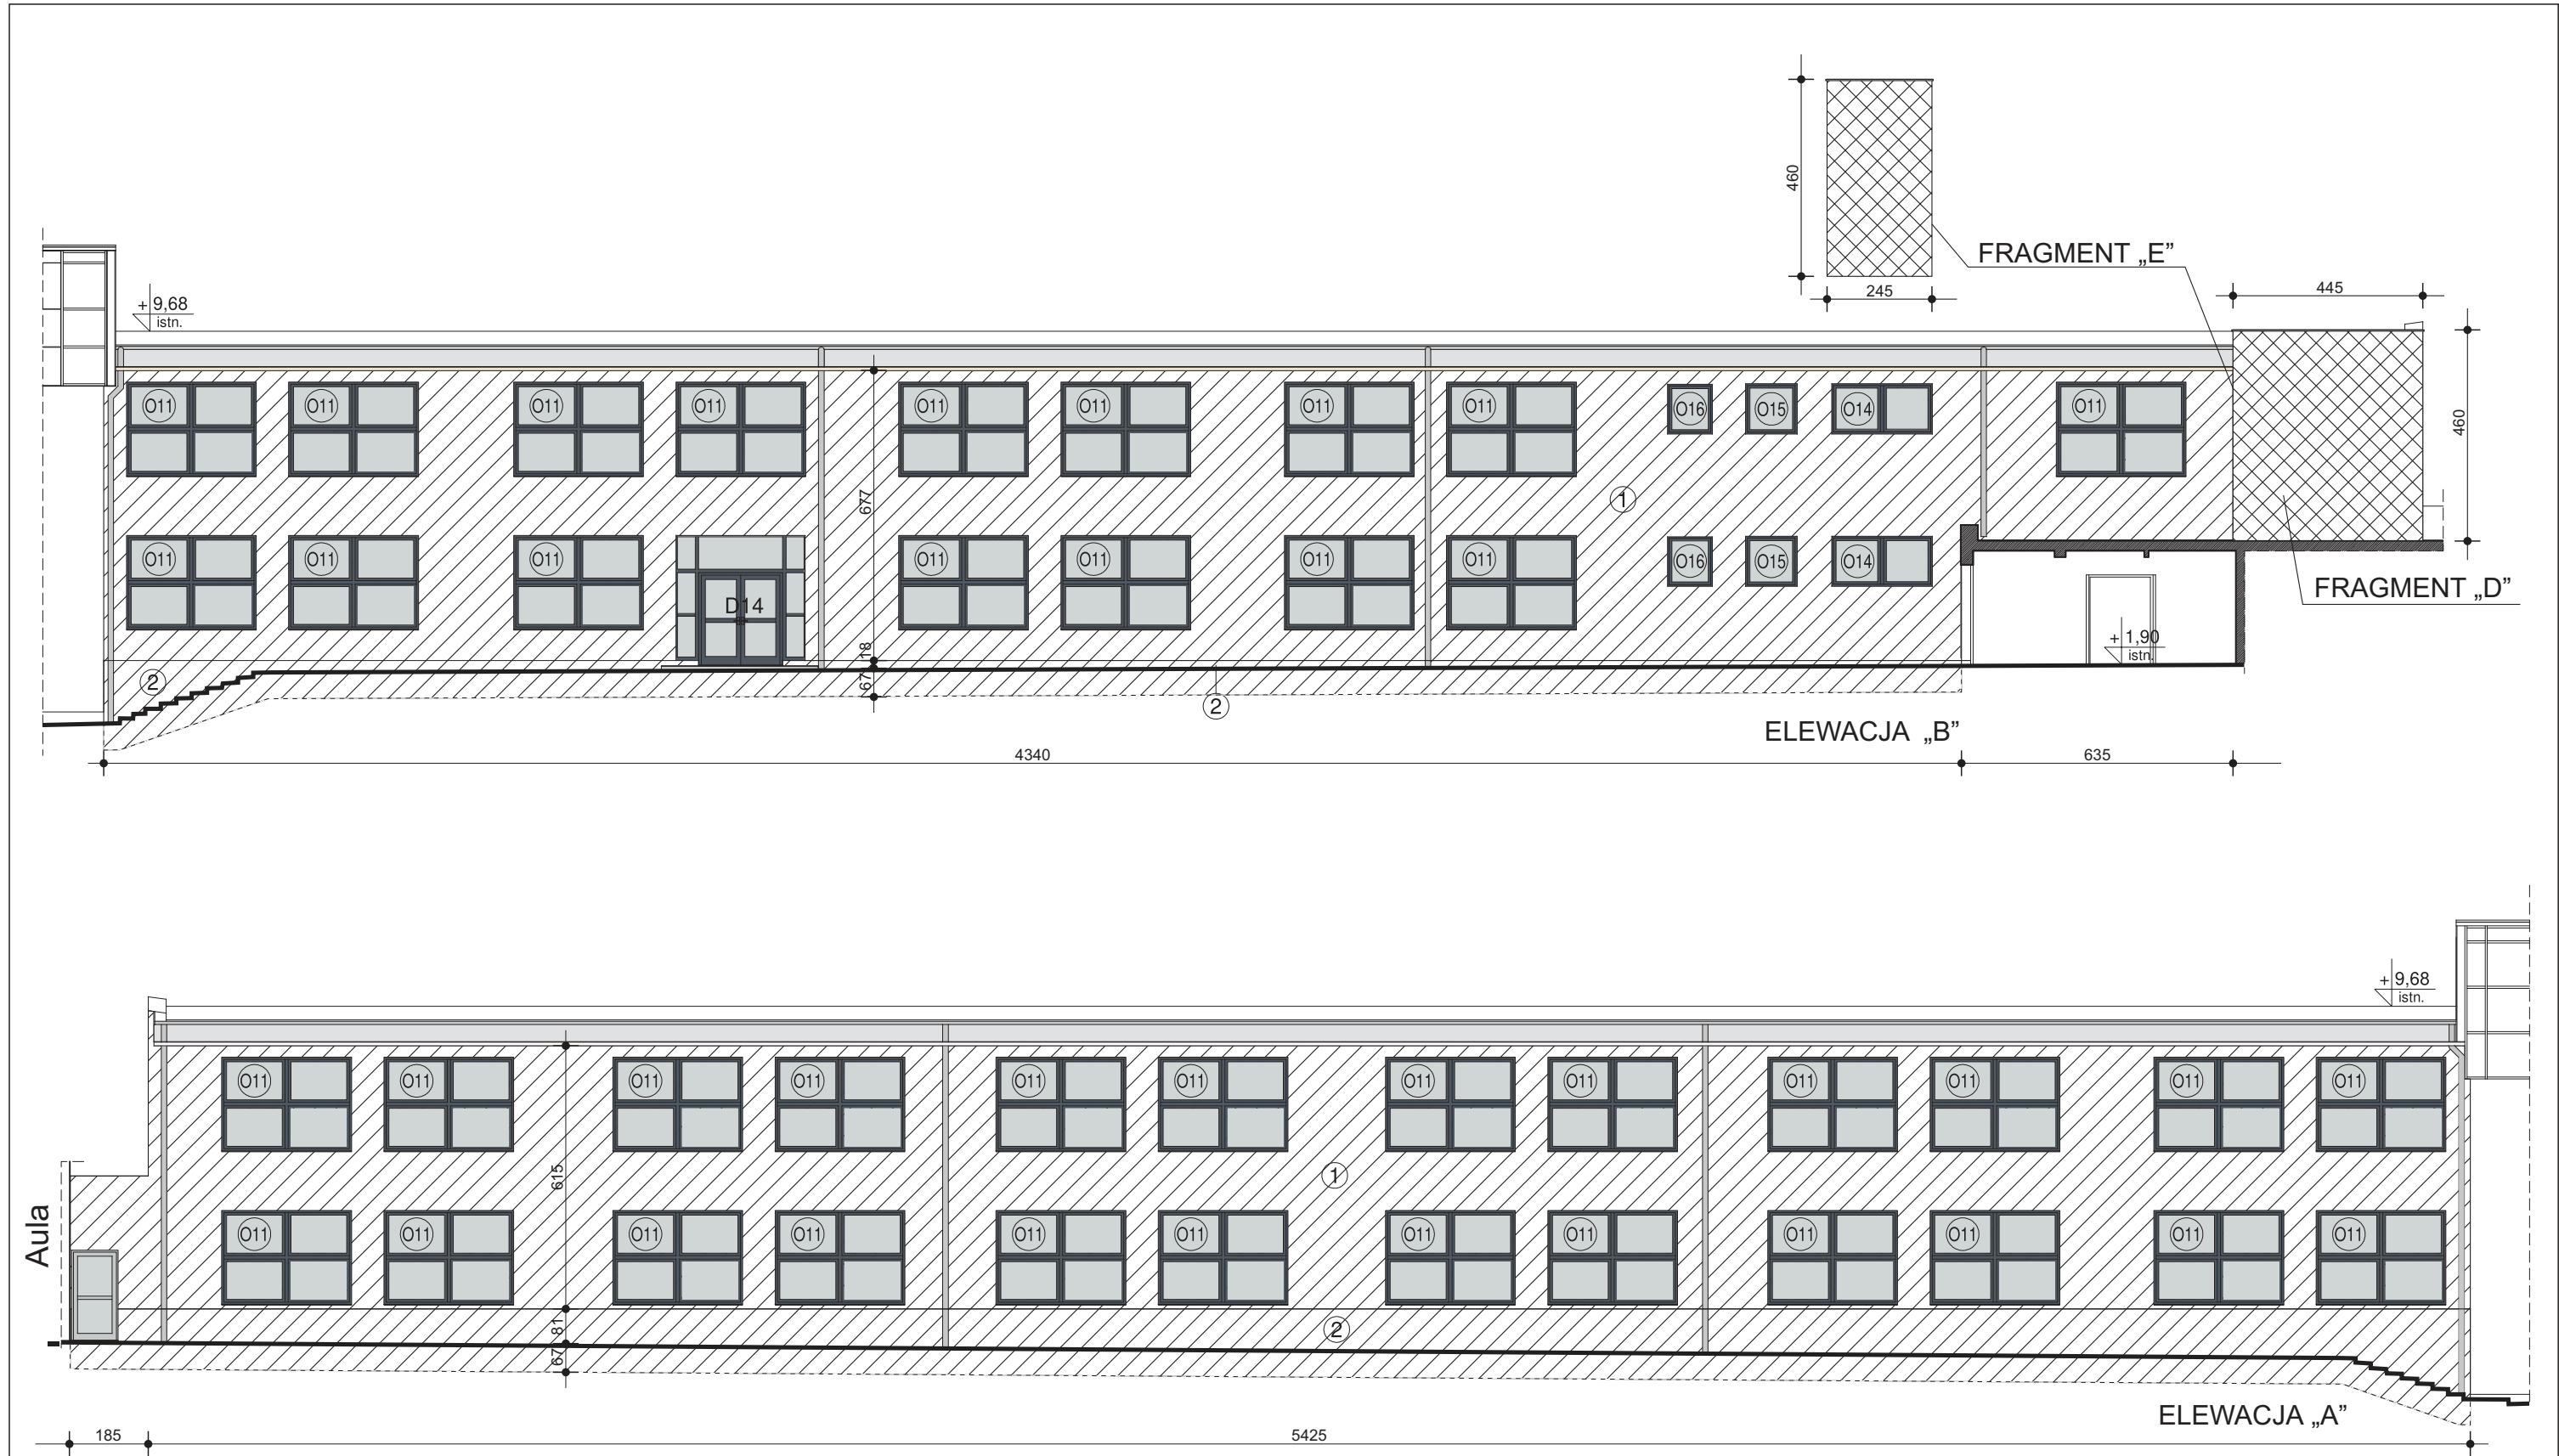 460
245
FRAGMENT „E”
445
+ 9,68
istn.
460
O11 O11 O11 O11 O11 O11 O11 O11 O16 O15 O14 O11
677
1
O11 O11 O11 D14 O11 O11 O11 O11 O16 O15 O14
FRAGMENT „D”
+ 1,90
istn.
18
67
2
2
ELEWACJA „B”
4340 635
+ 9,68
istn.
O11 O11 O11 O11 O11 O11 O11 O11 O11 O11 O11 O11
615
1
Aula
O11 O11 O11 O11 O11 O11 O11 O11 O11 O11 O11 O11
81
2
67
ELEWACJA „A”
185 5425